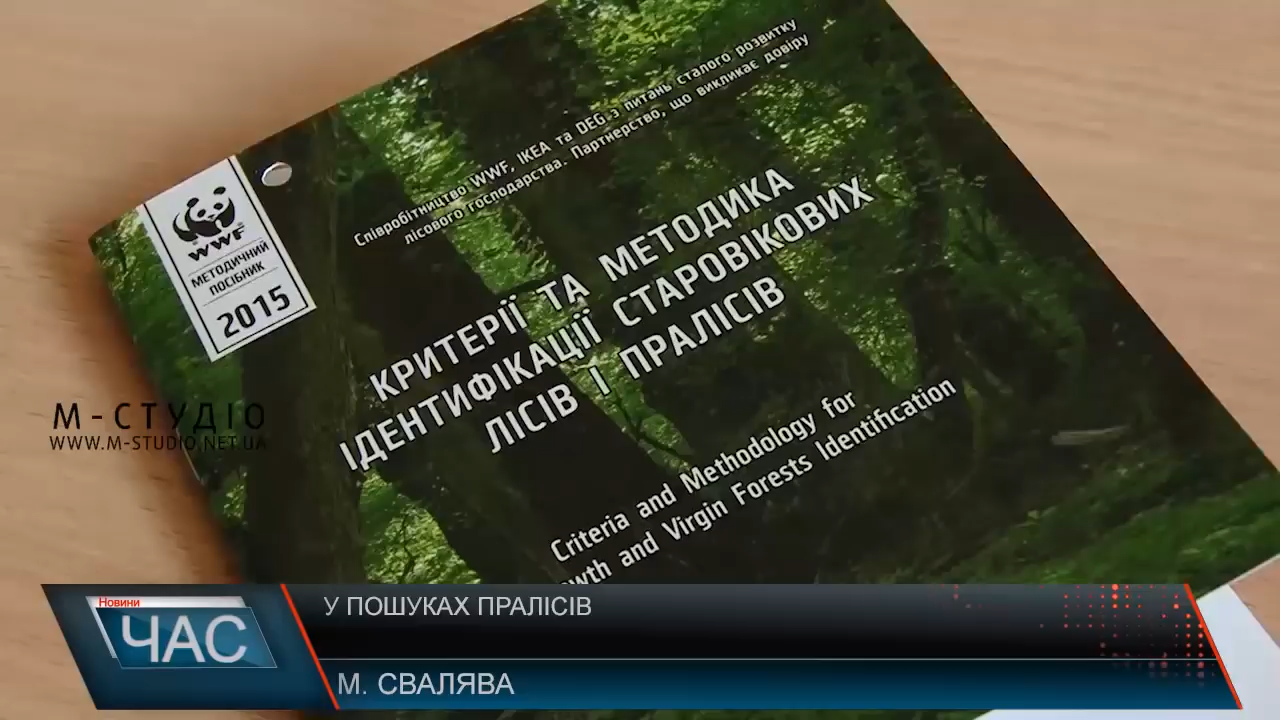 Співробітництво WWF, IKEA та DEG з питань сталого розвитку
лісового господарства. Партнерство, що викликає довіру
WWF
МЕТОДИЧНИЙ
ПОСІБНИК
2015
КРИТЕРІЇ ТА МЕТОДИКА
ІДЕНТИФІКАЦІЇ СТАРОВІКОВИХ
ЛІСІВ І ПРАЛІСІВ
Criteria and Methodology for
and Virgin Forests Identification
М-СТУДІО
WWW.M-STUDIO.NET.UA
Новини
ЧАС
У ПОШУКАХ ПРАЛІСІВ
М. СВАЛЯВА